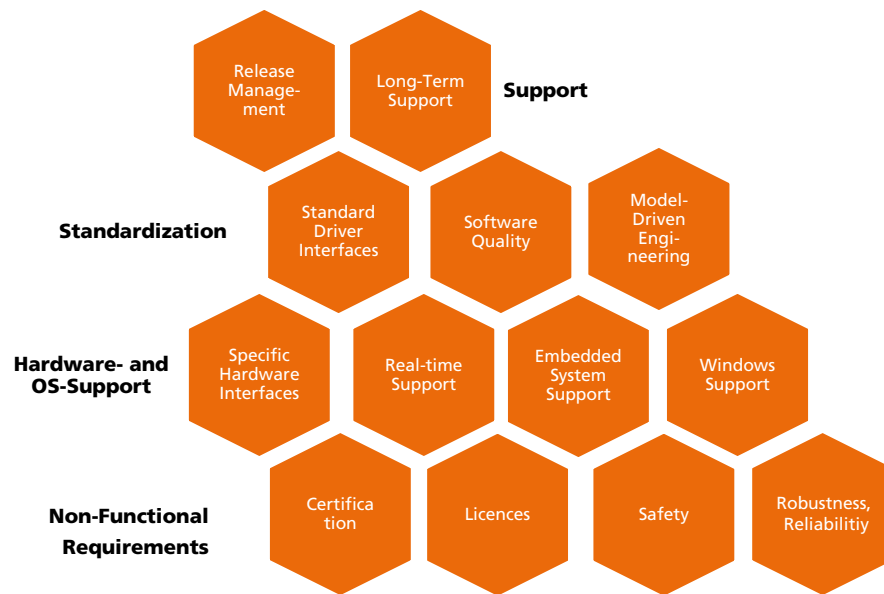 Release
Manage-
ment
Long-Term
Support
Support
Standardization
Standard
Driver
Interfaces
Software
Quality
Model-
Driven
Engi-
neering
Hardware- and
OS-Support
Specific
Hardware
Interfaces
Real-time
Support
Embedded
System
Support
Windows
Support
Non-Functional
Requirements
Certifica
tion
Licences
Safety
Robustness,
Reliabilitiy